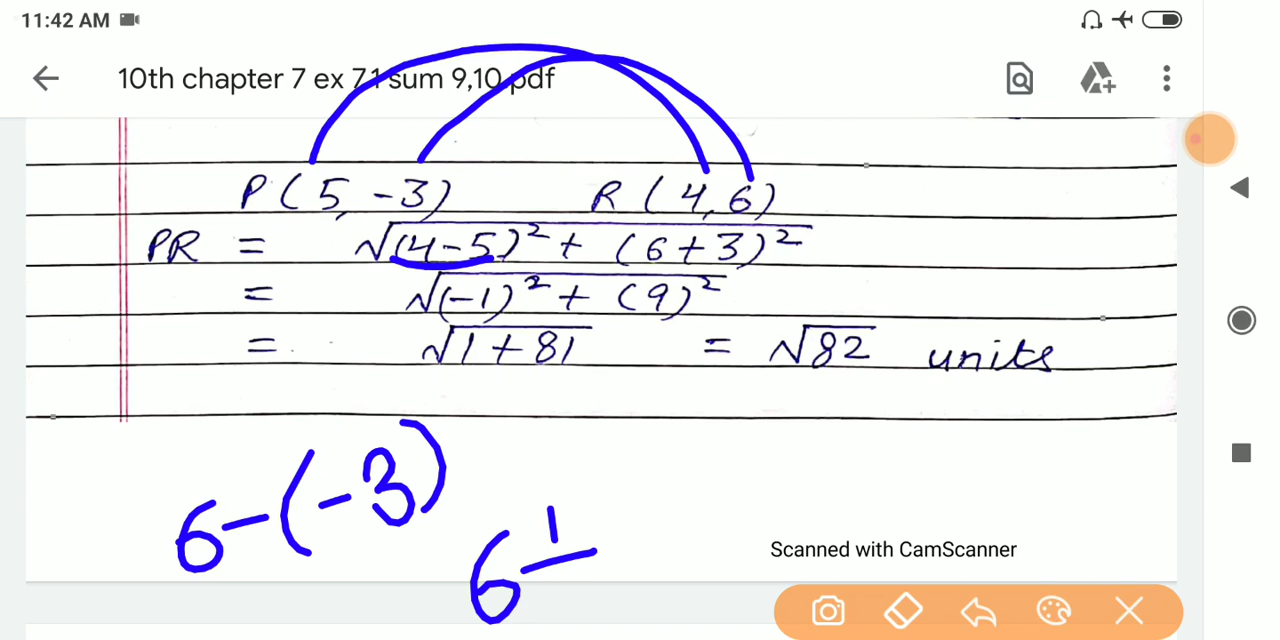 11:42 AM
10th chapter 7 ex 7.1 sum 9,10.pdf
P(5, -3) R(4,6)
PR = √(4-5)² + (6+3)²
= √(-1)² + (9)²
= √1+81 = √82 units
6-(-3)
6
Scanned with CamScanner